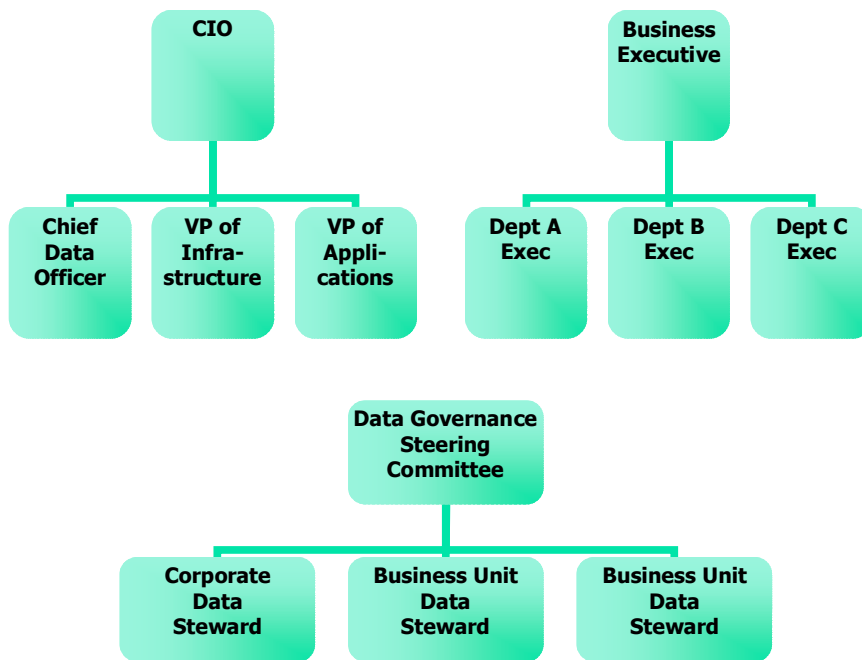 CIO
Business
Executive
Chief
Data
Officer
VP of
Infra-
structure
VP of
Appli-
cations
Dept A
Exec
Dept B
Exec
Dept C
Exec
Data Governance
Steering
Committee
Corporate
Data
Steward
Business Unit
Data
Steward
Business Unit
Data
Steward